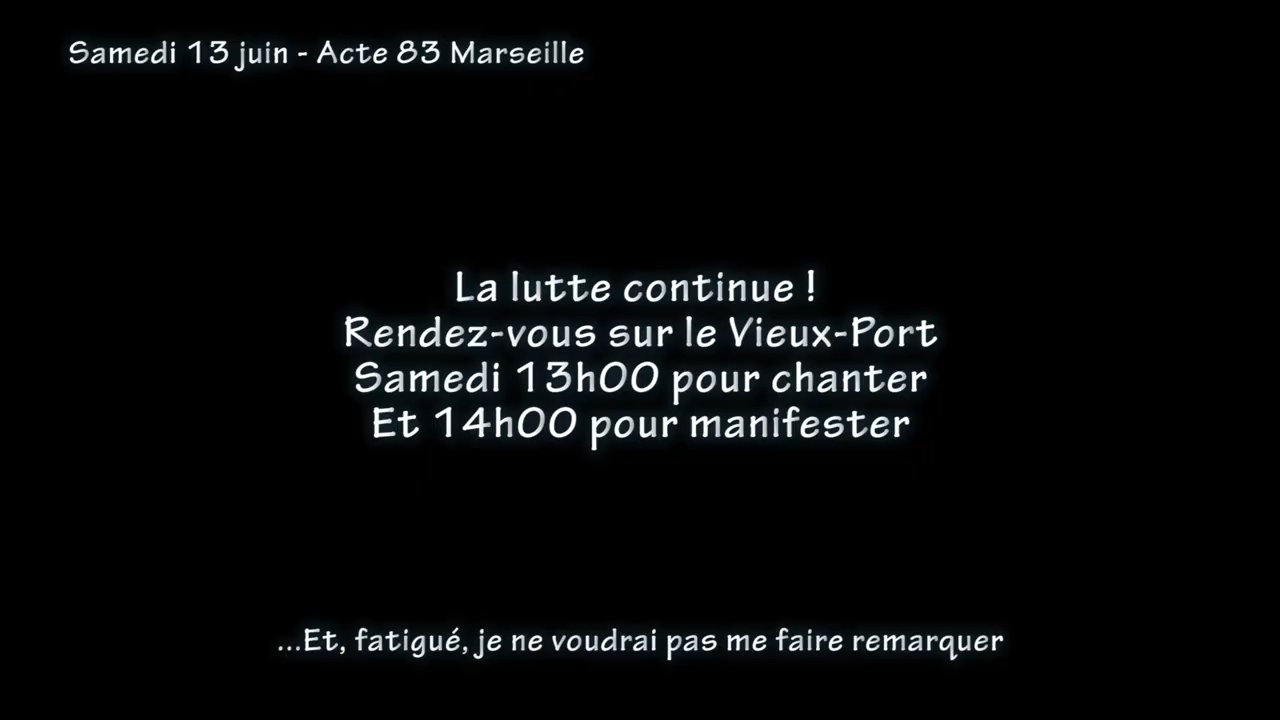 Samedi 13 juin - Acte 83 Marseille
La lutte continue !
Rendez-vous sur le Vieux-Port
Samedi 13h00 pour chanter
Et 14h00 pour manifester
...Et, fatigué, je ne voudrai pas me faire remarquer